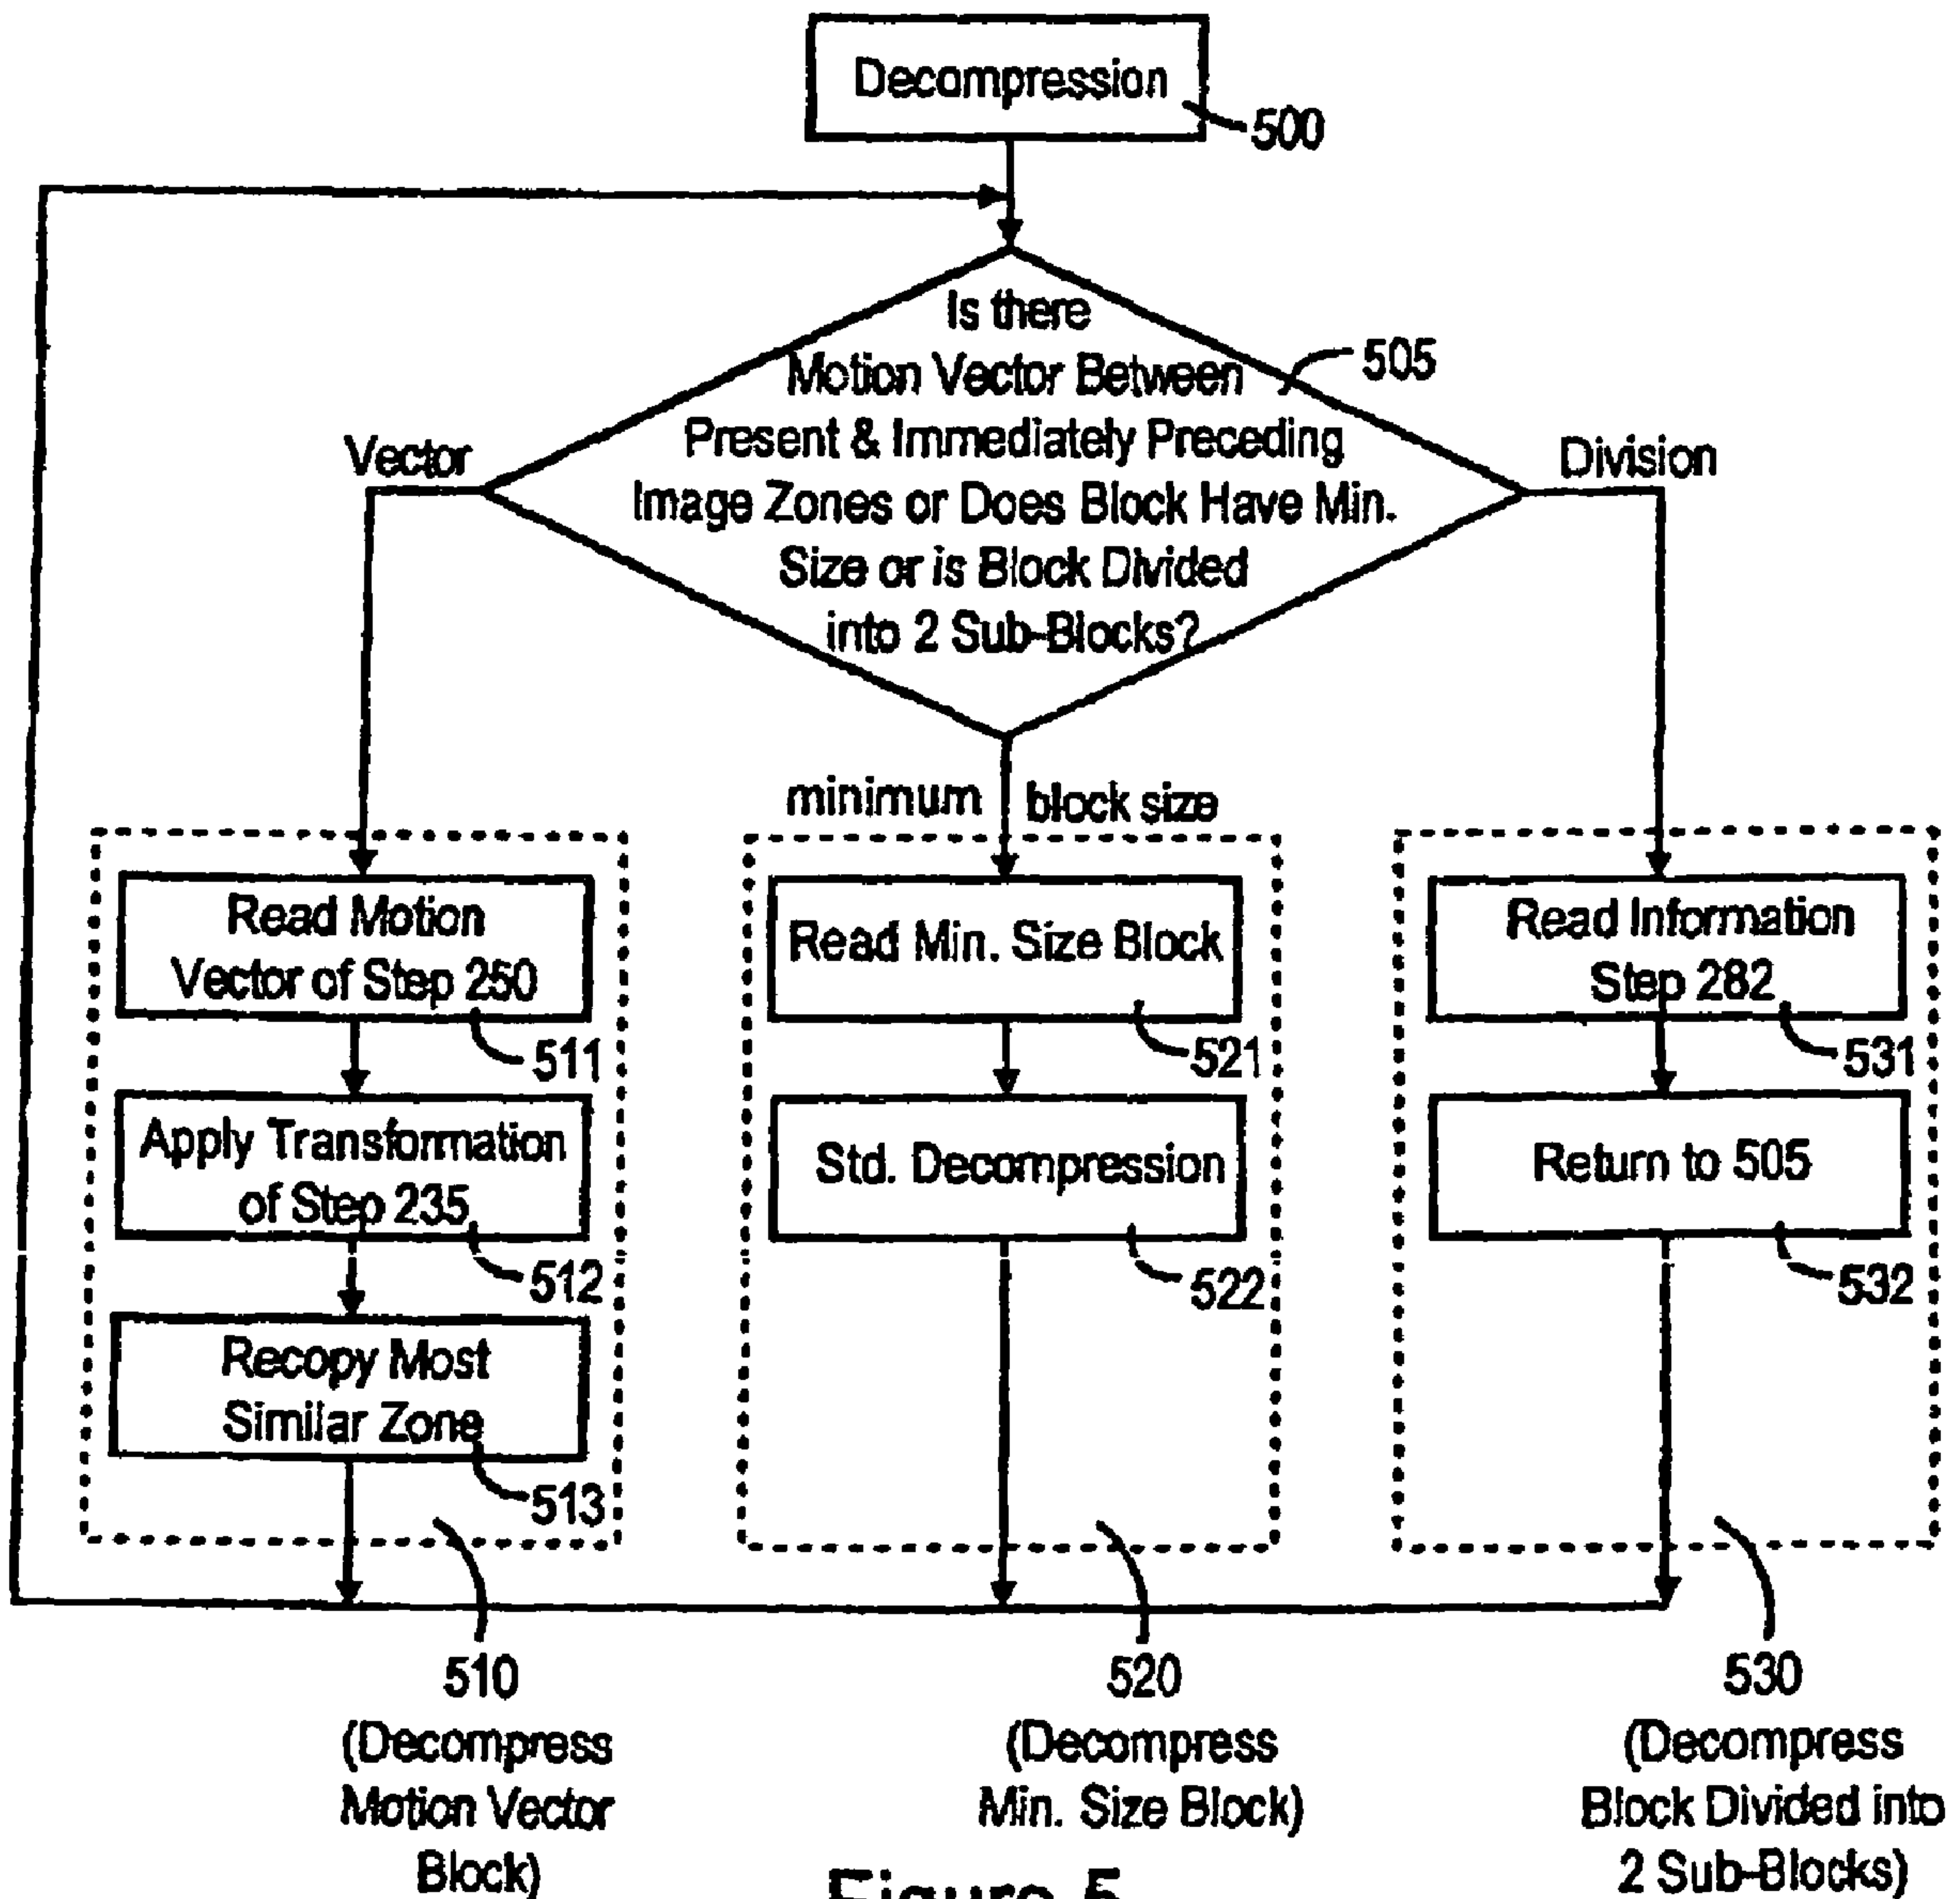 Decompression
500
Is there
Motion Vector Between
505
Present & Immediately Preceding
Vector
Division
Image Zones or Does Block Have Min.
Size or is Block Divided
into 2 Sub-Blocks?
minimum
block size
Read Motion
Vector of Step 250
511
Apply Transformation
of Step 235
512
Recopy Most
Similar Zone
513
Read Min. Size Block
521
Std. Decompression
522
Read Information
Step 282
531
Return to 505
532
510
(Decompress
Motion Vector
Block)
520
(Decompress
Min. Size Block)
530
(Decompress
Block Divided into
2 Sub-Blocks)
Figure 5